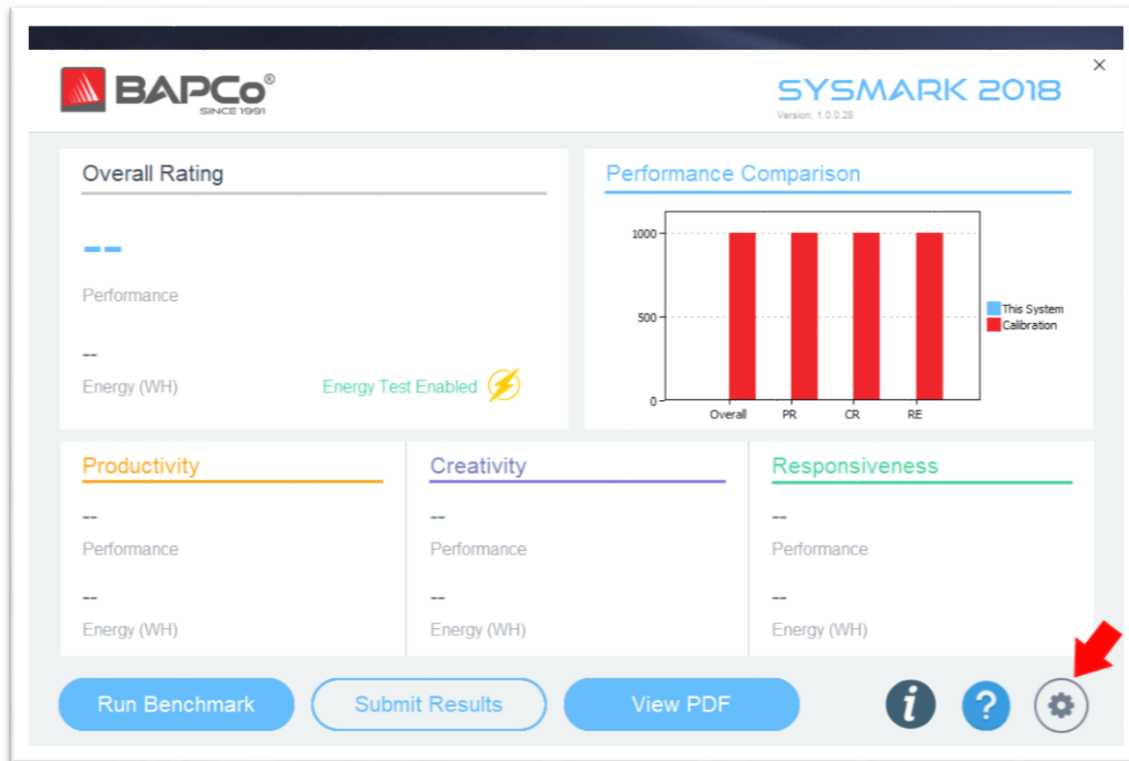 BAPCo®
SINCE 1991
SYSMARK 2018
Version: 1.0.0.28
Overall Rating
--
Performance
--
Energy (WH)
Energy Test Enabled
Performance Comparison
1000
500
0
Overall PR CR RE
This System
Calibration
Productivity
--
Performance
--
Energy (WH)
Creativity
--
Performance
--
Energy (WH)
Responsiveness
--
Performance
--
Energy (WH)
Run Benchmark
Submit Results
View PDF
i
?